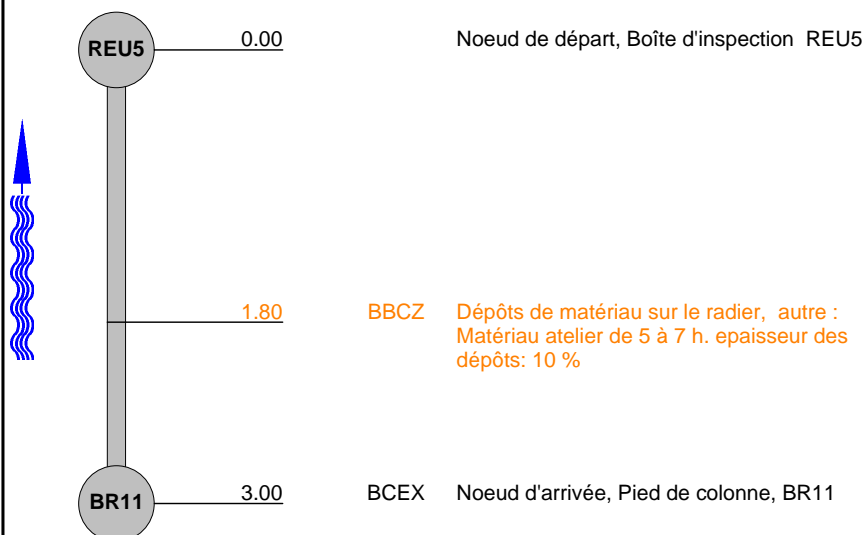 REU5 0.00 Noeud de départ, Boîte d'inspection REU5
1.80 BBCZ Dépôts de matériau sur le radier, autre :
Matériau atelier de 5 à 7 h. epaisseur des
dépôts: 10 %
BR11 3.00 BCEX Noeud d'arrivée, Pied de colonne, BR11